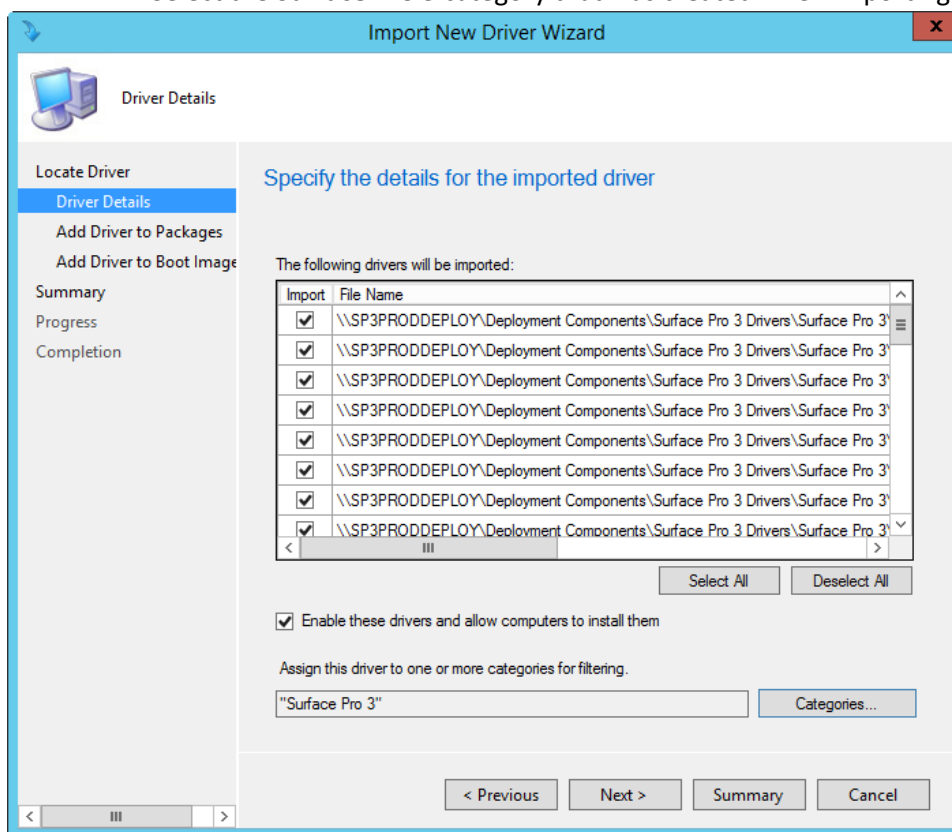 Import New Driver Wizard
x
Driver Details
Locate Driver
Driver Details
Add Driver to Packages
Add Driver to Boot Image
Summary
Progress
Completion
Specify the details for the imported driver
The following drivers will be imported:
Import File Name
\\SP3PRODDEPLOY\Deployment Components\Surface Pro 3 Drivers\Surface Pro 3\
\\SP3PRODDEPLOY\Deployment Components\Surface Pro 3 Drivers\Surface Pro 3\
\\SP3PRODDEPLOY\Deployment Components\Surface Pro 3 Drivers\Surface Pro 3\
\\SP3PRODDEPLOY\Deployment Components\Surface Pro 3 Drivers\Surface Pro 3\
\\SP3PRODDEPLOY\Deployment Components\Surface Pro 3 Drivers\Surface Pro 3\
\\SP3PRODDEPLOY\Deployment Components\Surface Pro 3 Drivers\Surface Pro 3\
\\SP3PRODDEPLOY\Deployment Components\Surface Pro 3 Drivers\Surface Pro 3\
\\SP3PRODDEPLOY\Deployment Components\Surface Pro 3 Drivers\Surface Pro 3\
Select All Deselect All
Enable these drivers and allow computers to install them
Assign this driver to one or more categories for filtering.
"Surface Pro 3" Categories...
< Previous Next > Summary Cancel